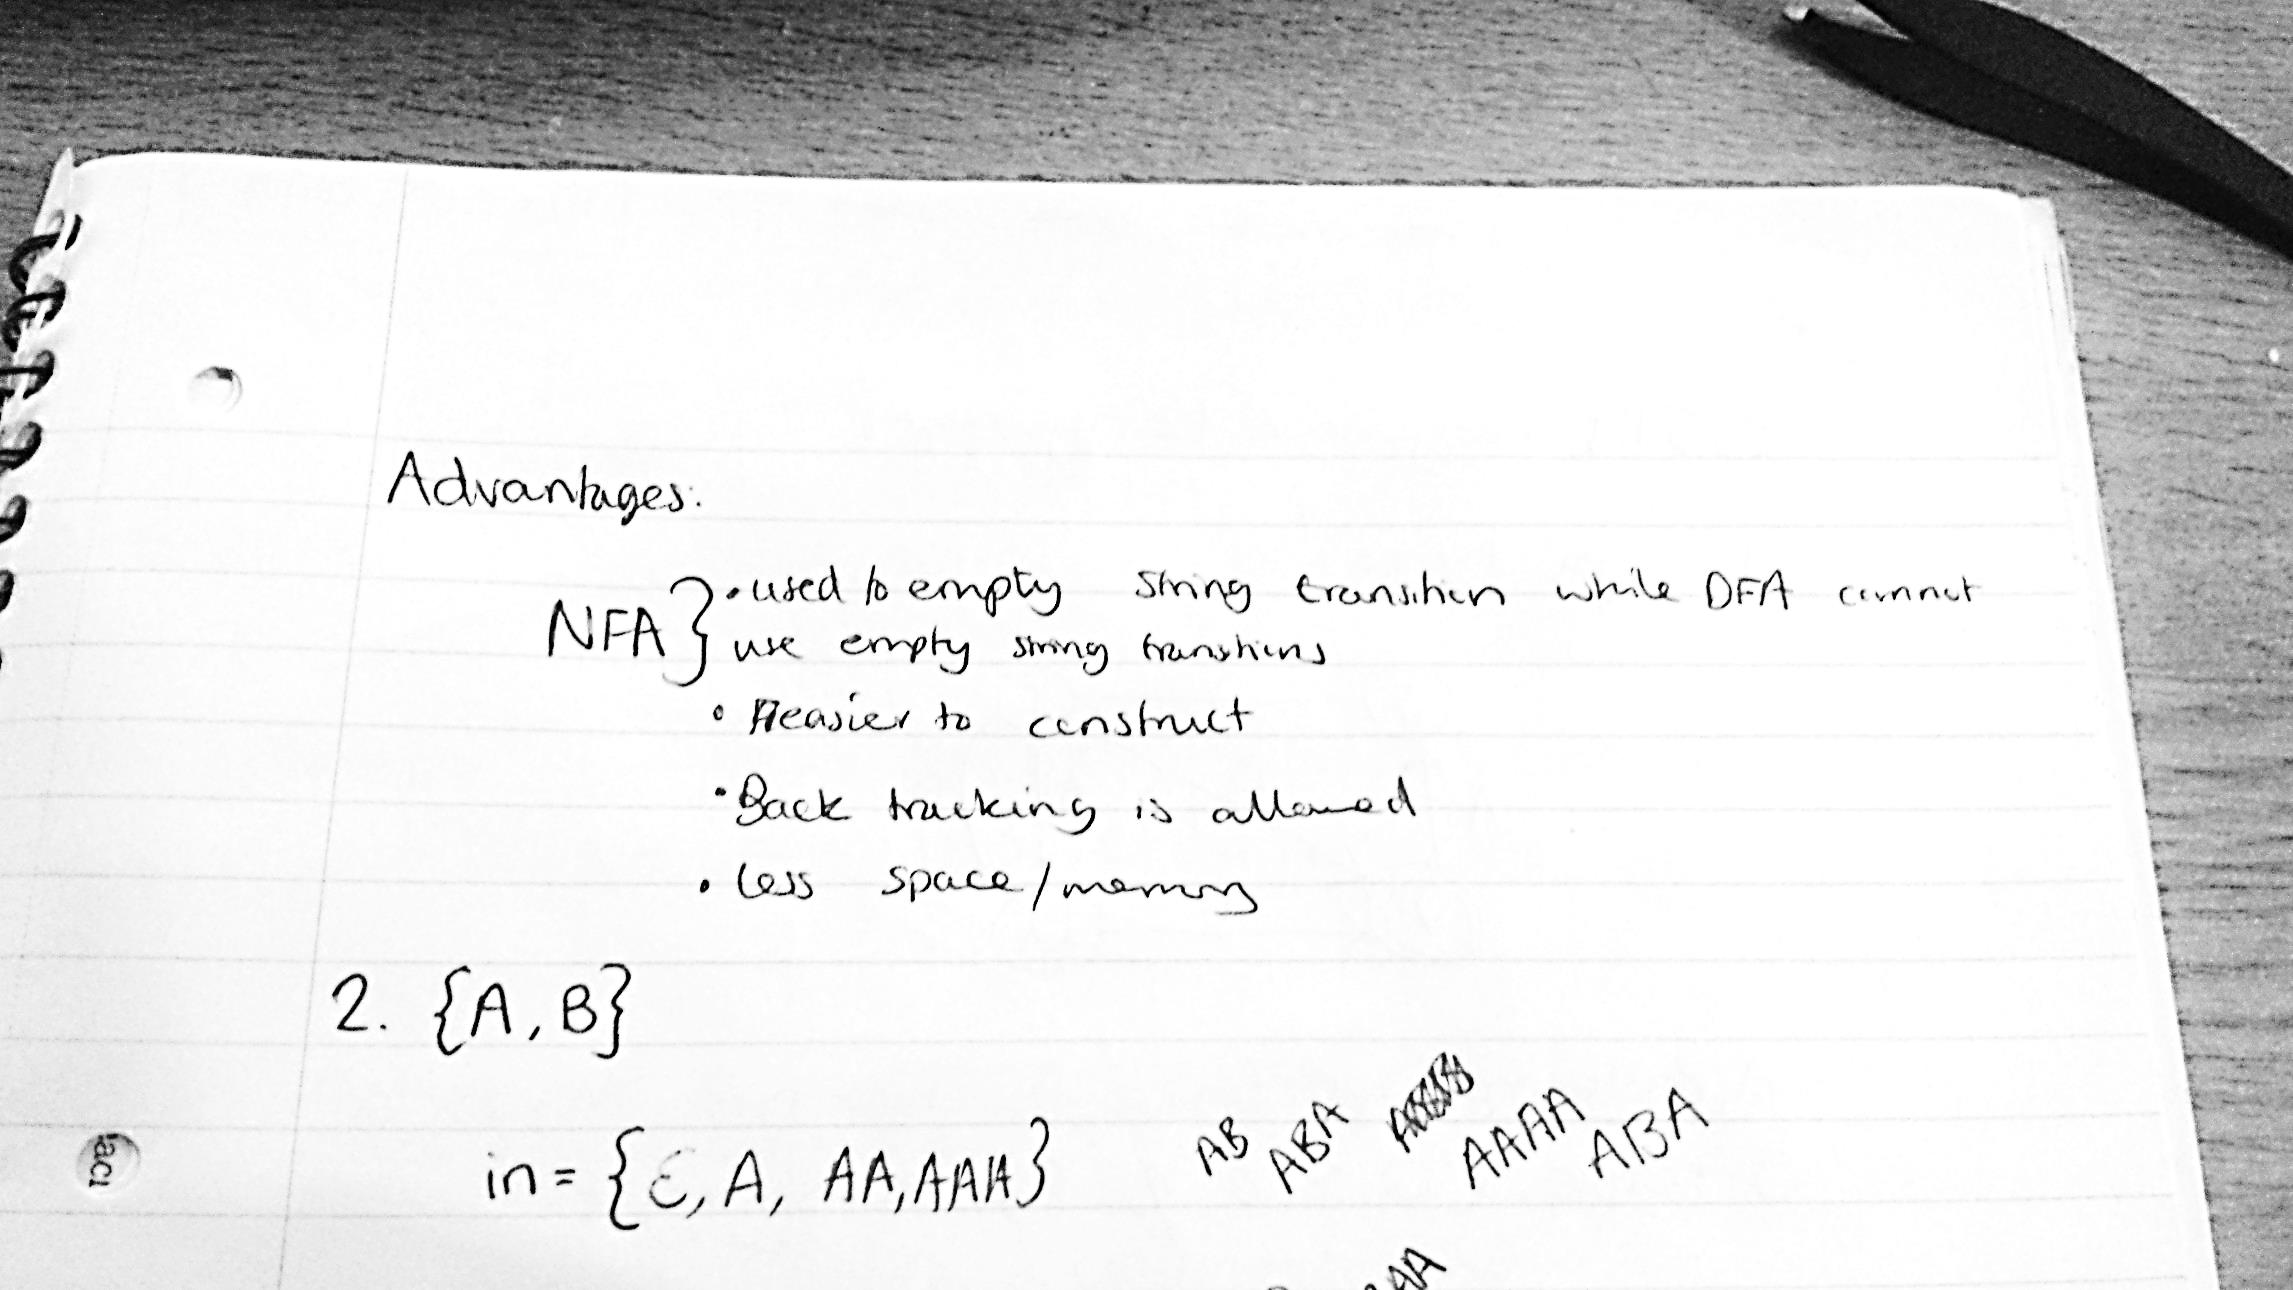 Advantages:
NFA } • used to empty string transition while DFA cannot
use empty string transitions
• easier to construct
• Back tracking is allowed
• Less space/memory
2. {A, B}
in = {ε, A, AA, AAA}
AB ABA AAAA ABA